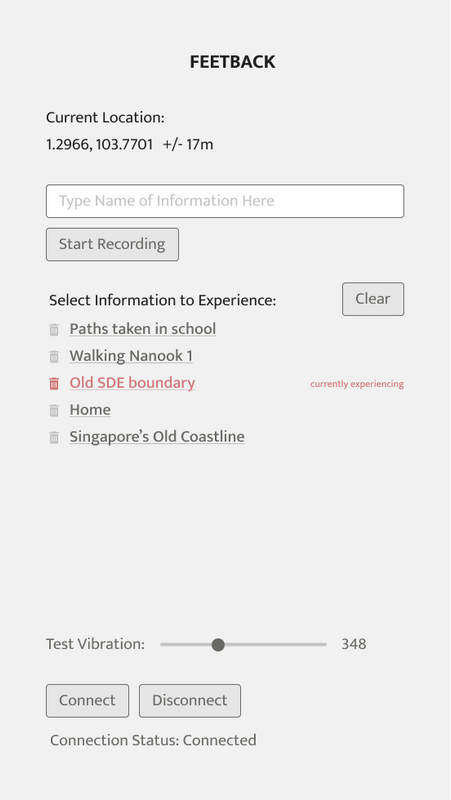 FEETBACK
Current Location:
1.2966, 103.7701 +/- 17m
Type Name of Information Here
Start Recording
Select Information to Experience:
Clear
Paths taken in school
Walking Nanook 1
Old SDE boundary
currently experiencing
Home
Singapore’s Old Coastline
Test Vibration:
348
Connect
Disconnect
Connection Status: Connected